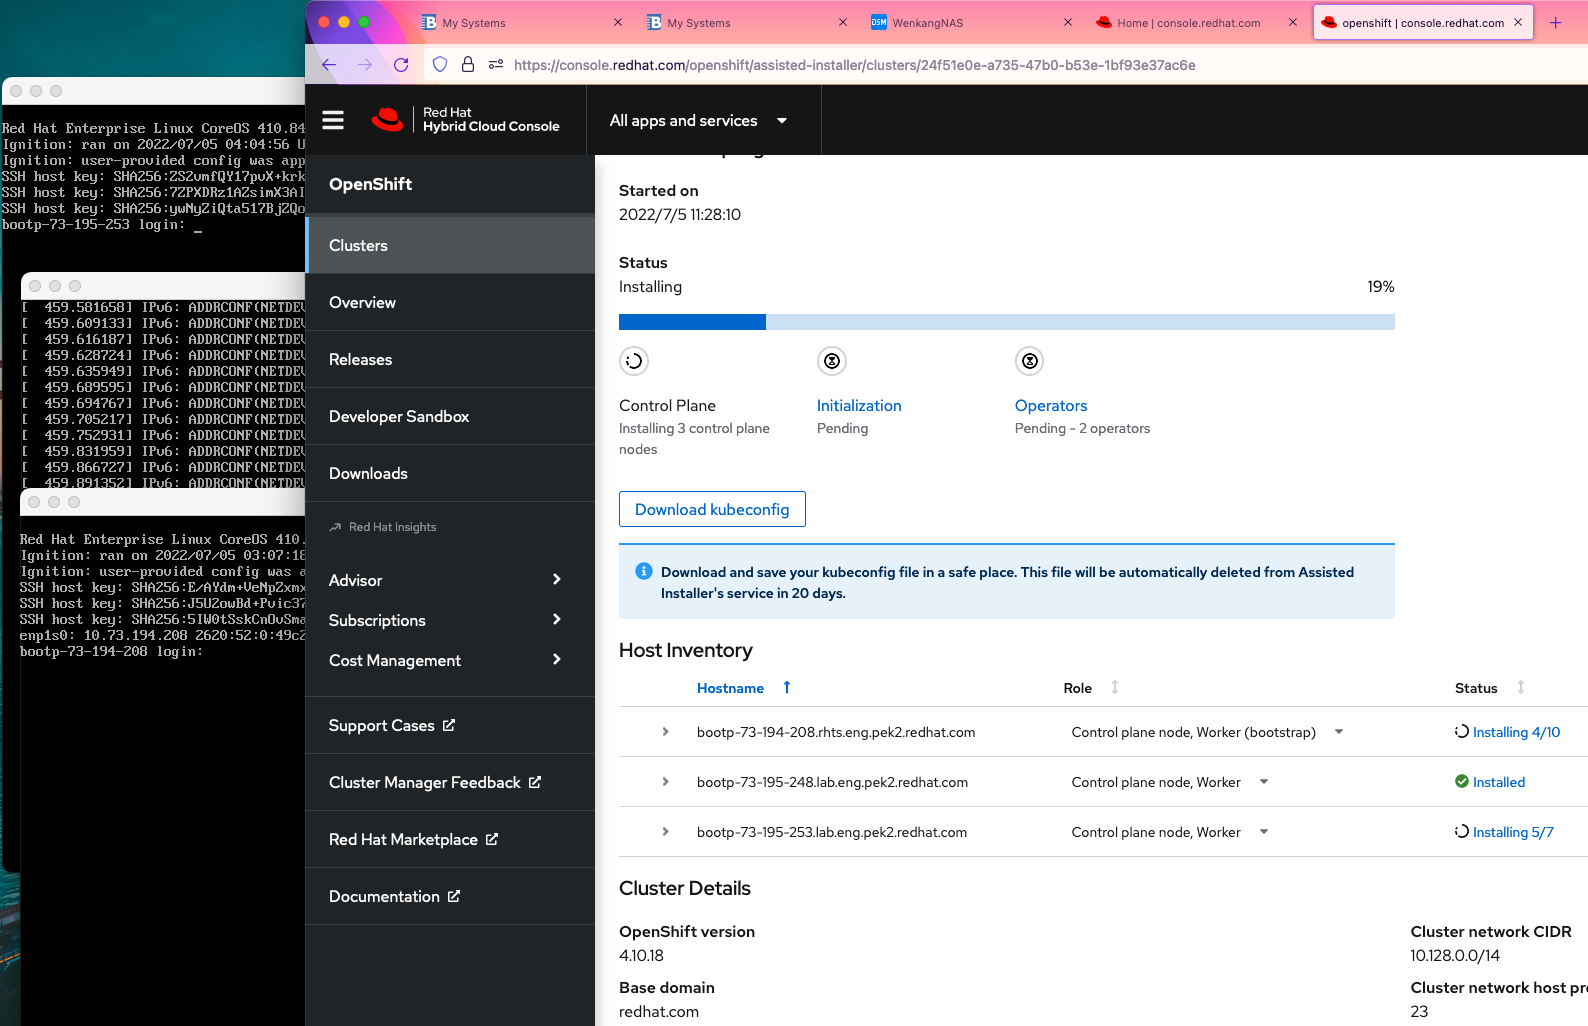 My Systems
My Systems
WenkangNAS
Home | console.redhat.com
openshift | console.redhat.com
https://console.redhat.com/openshift/assisted-installer/clusters/24f51e0e-a735-47b0-b53e-1bf93e37ac6e
Red Hat
Hybrid Cloud Console
All apps and services
Red Hat Enterprise Linux CoreOS 410.84
Ignition: ran on 2022/07/05 04:04:56 U
Ignition: user-provided config was app
SSH host key: SHA256:ZS2vmfQY17pvX+krk
SSH host key: SHA256:7ZPXDRz1AZsimX3AI
SSH host key: SHA256:ywNyZiQta517BjZQo
bootp-73-195-253 login: _
[  459.581658] IPv6: ADDRCONF(NETDEV
[  459.609133] IPv6: ADDRCONF(NETDEV
[  459.616187] IPv6: ADDRCONF(NETDEV
[  459.628724] IPv6: ADDRCONF(NETDEV
[  459.635949] IPv6: ADDRCONF(NETDEV
[  459.689595] IPv6: ADDRCONF(NETDEV
[  459.694767] IPv6: ADDRCONF(NETDEV
[  459.705217] IPv6: ADDRCONF(NETDEV
[  459.752931] IPv6: ADDRCONF(NETDEV
[  459.831959] IPv6: ADDRCONF(NETDEV
[  459.866727] IPv6: ADDRCONF(NETDEV
[  459.891352] IPv6: ADDRCONF(NETDEV
Red Hat Enterprise Linux CoreOS 410.
Ignition: ran on 2022/07/05 03:07:18
Ignition: user-provided config was a
SSH host key: SHA256:E/AYdm+VeNpZxmx
SSH host key: SHA256:J5U2owBd+Pvic37
SSH host key: SHA256:5IW0tSskCnOvSma
enp1s0: 10.73.194.208 2620:52:0:49c2
bootp-73-194-208 login:
OpenShift
Clusters
Overview
Releases
Developer Sandbox
Downloads
Red Hat Insights
Advisor
Subscriptions
Cost Management
Support Cases
Cluster Manager Feedback
Red Hat Marketplace
Documentation
Started on
2022/7/5 11:28:10
Status
Installing 19%
Control Plane
Installing 3 control plane
nodes
Initialization
Pending
Operators
Pending - 2 operators
Download kubeconfig
Download and save your kubeconfig file in a safe place. This file will be automatically deleted from Assisted
Installer's service in 20 days.
Host Inventory
Hostname Role Status
bootp-73-194-208.rhts.eng.pek2.redhat.com Control plane node, Worker (bootstrap) Installing 4/10
bootp-73-195-248.lab.eng.pek2.redhat.com Control plane node, Worker Installed
bootp-73-195-253.lab.eng.pek2.redhat.com Control plane node, Worker Installing 5/7
Cluster Details
OpenShift version
4.10.18
Base domain
redhat.com
Cluster network CIDR
10.128.0.0/14
Cluster network host pr
23